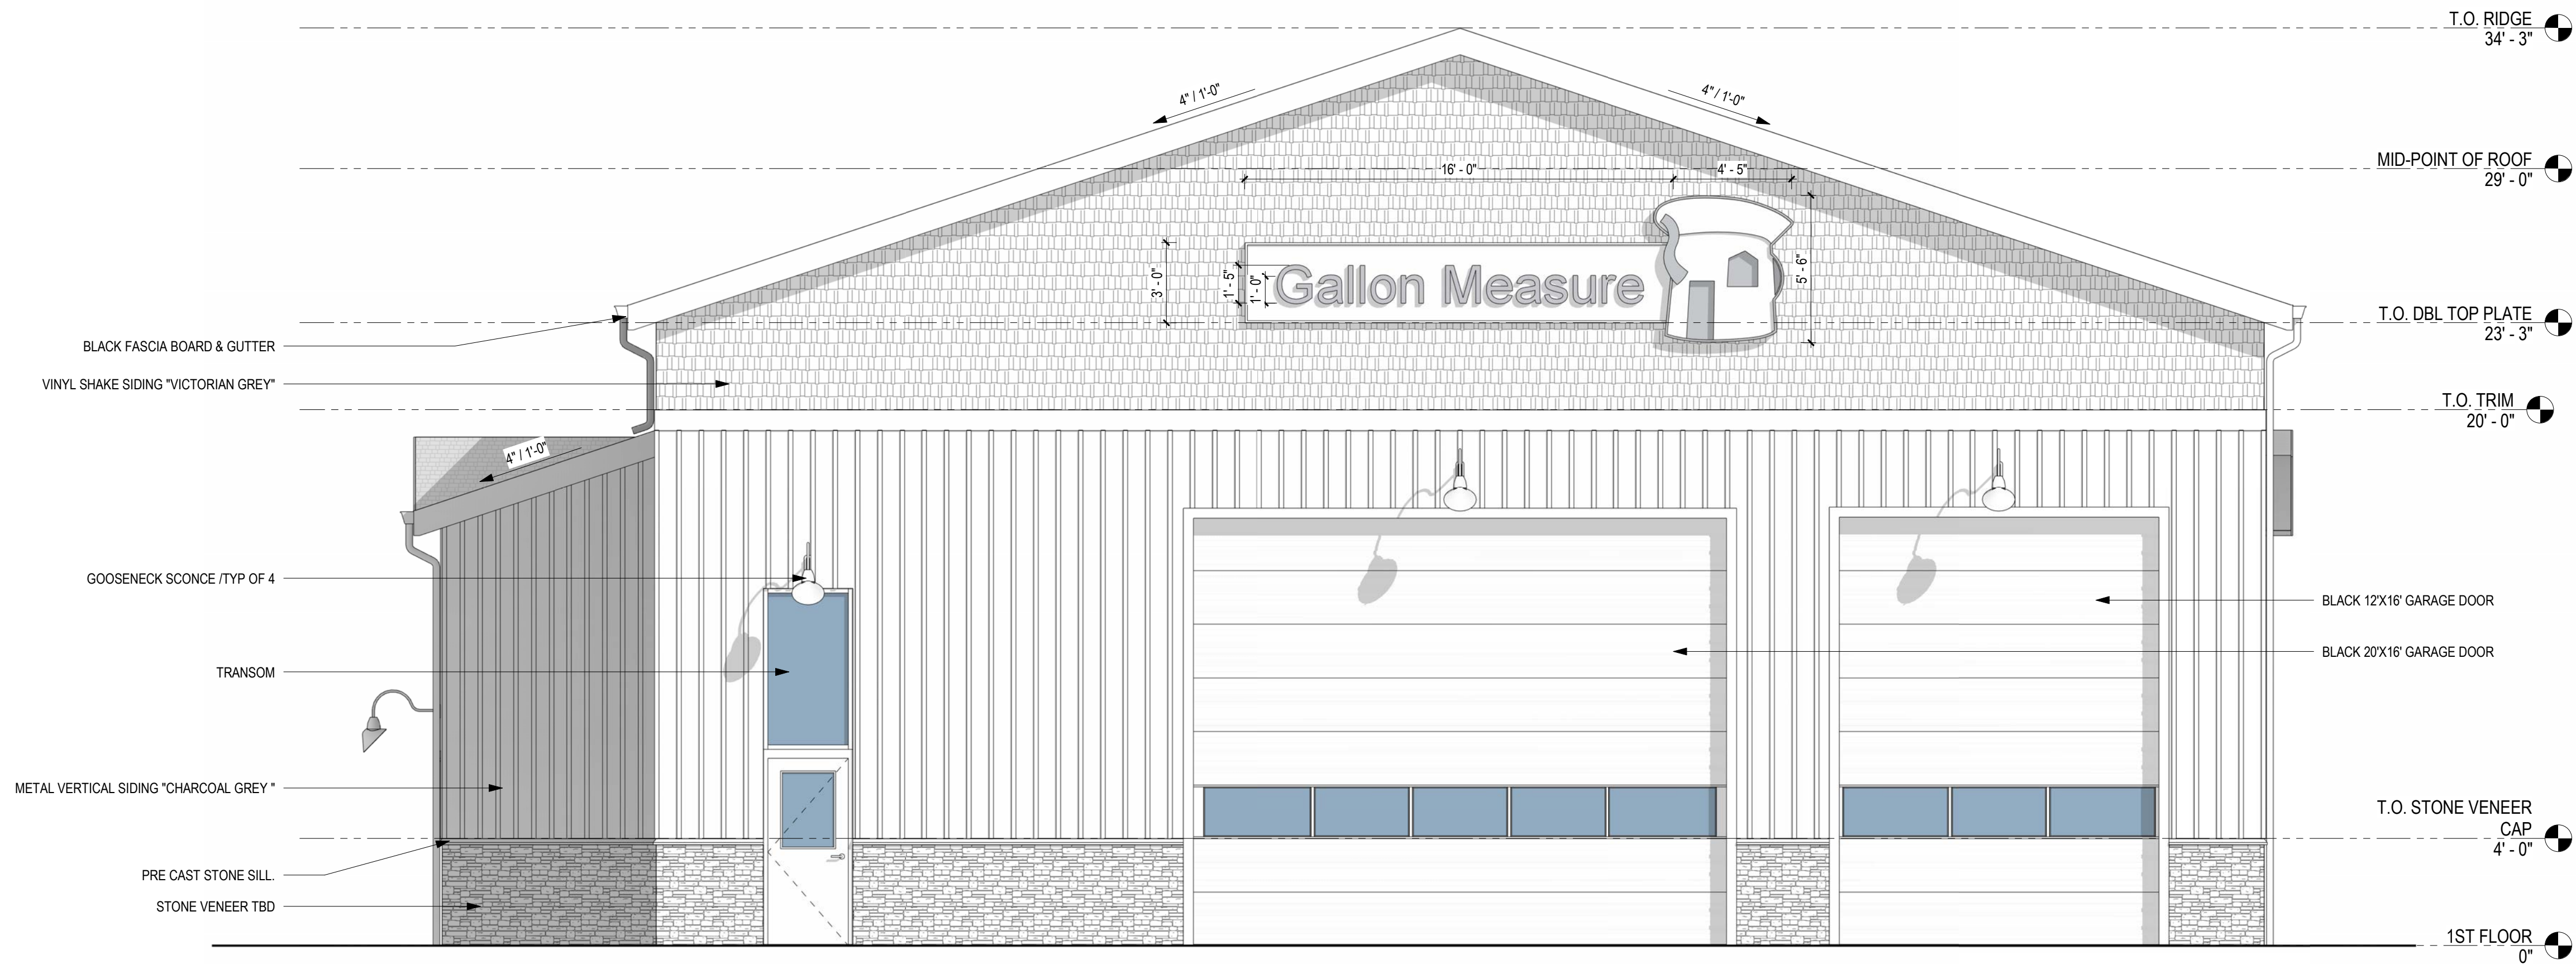 T.O. RIDGE
34' - 3"
4" / 1'-0"
4" / 1'-0"
MID-POINT OF ROOF
29' - 0"
16' - 0"
4' - 5"
3' - 0"
1' - 5"
1' - 0"
Gallon Measure
5' - 6"
T.O. DBL TOP PLATE
23' - 3"
BLACK FASCIA BOARD & GUTTER
VINYL SHAKE SIDING "VICTORIAN GREY"
T.O. TRIM
20' - 0"
4" / 1'-0"
GOOSENECK SCONCE /TYP OF 4
BLACK 12'X16' GARAGE DOOR
BLACK 20'X16' GARAGE DOOR
TRANSOM
METAL VERTICAL SIDING "CHARCOAL GREY "
T.O. STONE VENEER
CAP
4' - 0"
PRE CAST STONE SILL.
STONE VENEER TBD
1ST FLOOR
0"